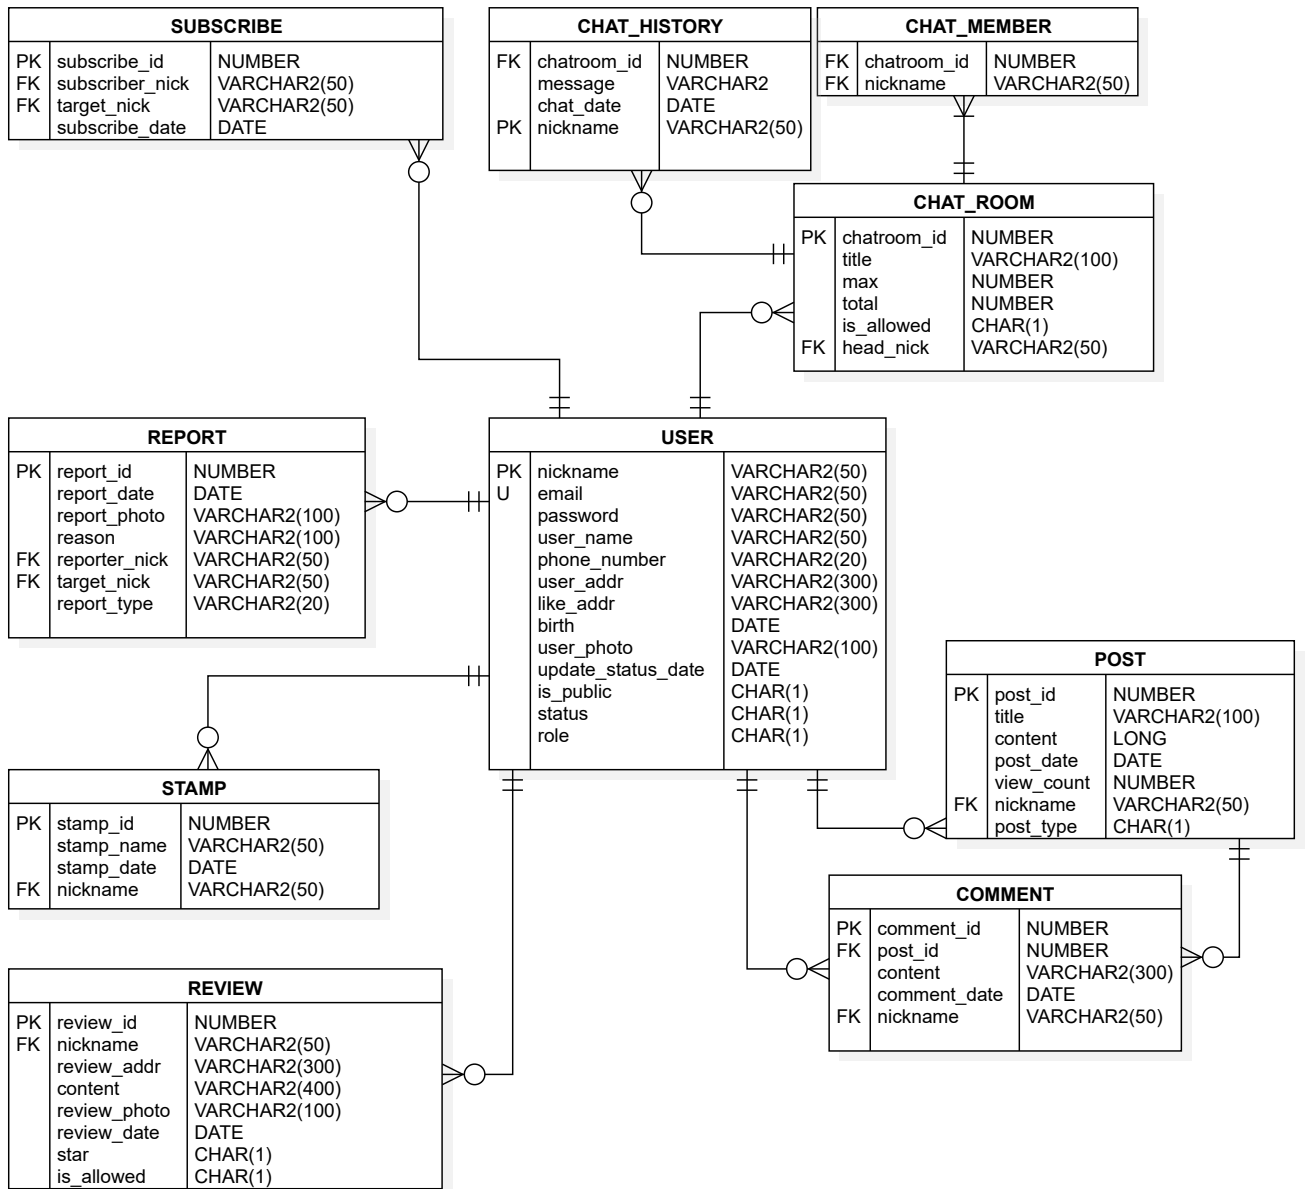 SUBSCRIBE
PK subscribe_id NUMBER
FK subscriber_nick VARCHAR2(50)
FK target_nick VARCHAR2(50)
subscribe_date DATE
CHAT_HISTORY
FK chatroom_id NUMBER
message VARCHAR2
chat_date DATE
PK nickname VARCHAR2(50)
CHAT_MEMBER
FK chatroom_id NUMBER
FK nickname VARCHAR2(50)
CHAT_ROOM
PK chatroom_id NUMBER
title VARCHAR2(100)
max NUMBER
total NUMBER
is_allowed CHAR(1)
FK head_nick VARCHAR2(50)
REPORT
PK report_id NUMBER
report_date DATE
report_photo VARCHAR2(100)
reason VARCHAR2(100)
FK reporter_nick VARCHAR2(50)
FK target_nick VARCHAR2(50)
report_type VARCHAR2(20)
USER
PK nickname VARCHAR2(50)
U email VARCHAR2(50)
password VARCHAR2(50)
user_name VARCHAR2(50)
phone_number VARCHAR2(20)
user_addr VARCHAR2(300)
like_addr VARCHAR2(300)
birth DATE
user_photo VARCHAR2(100)
update_status_date DATE
is_public CHAR(1)
status CHAR(1)
role CHAR(1)
POST
PK post_id NUMBER
title VARCHAR2(100)
content LONG
post_date DATE
view_count NUMBER
FK nickname VARCHAR2(50)
post_type CHAR(1)
STAMP
PK stamp_id NUMBER
stamp_name VARCHAR2(50)
stamp_date DATE
FK nickname VARCHAR2(50)
COMMENT
PK comment_id NUMBER
FK post_id NUMBER
content VARCHAR2(300)
comment_date DATE
FK nickname VARCHAR2(50)
REVIEW
PK review_id NUMBER
FK nickname VARCHAR2(50)
review_addr VARCHAR2(300)
content VARCHAR2(400)
review_photo VARCHAR2(100)
review_date DATE
star CHAR(1)
is_allowed CHAR(1)